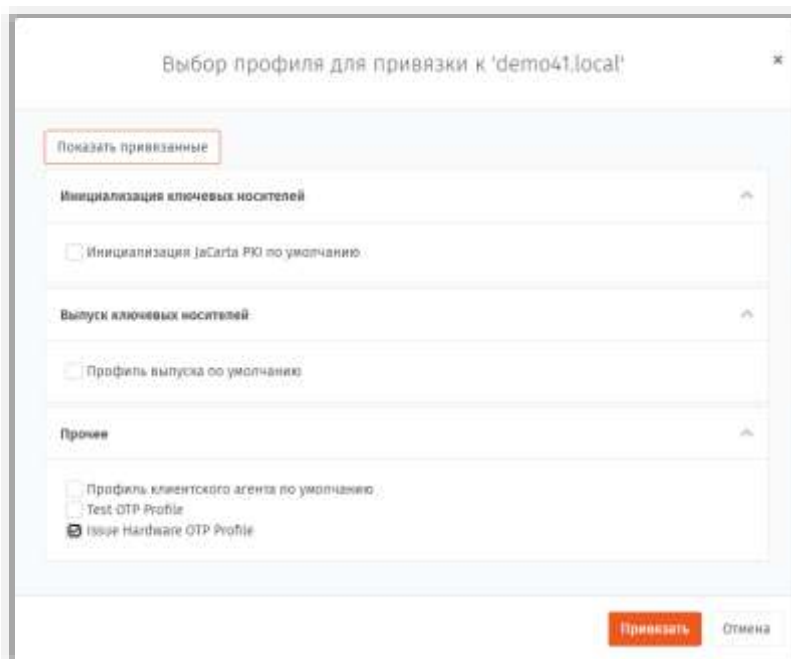 Выбор профиля для привязки к 'demo41.local'
Показать привязанные
Инициализация ключевых носителей
Инициализация JaCarta PKI по умолчанию
Выпуск ключевых носителей
Профиль выпуска по умолчанию
Прочее
Профиль клиентского агента по умолчанию
Test OTP Profile
Issue Hardware OTP Profile
Привязать Отмена